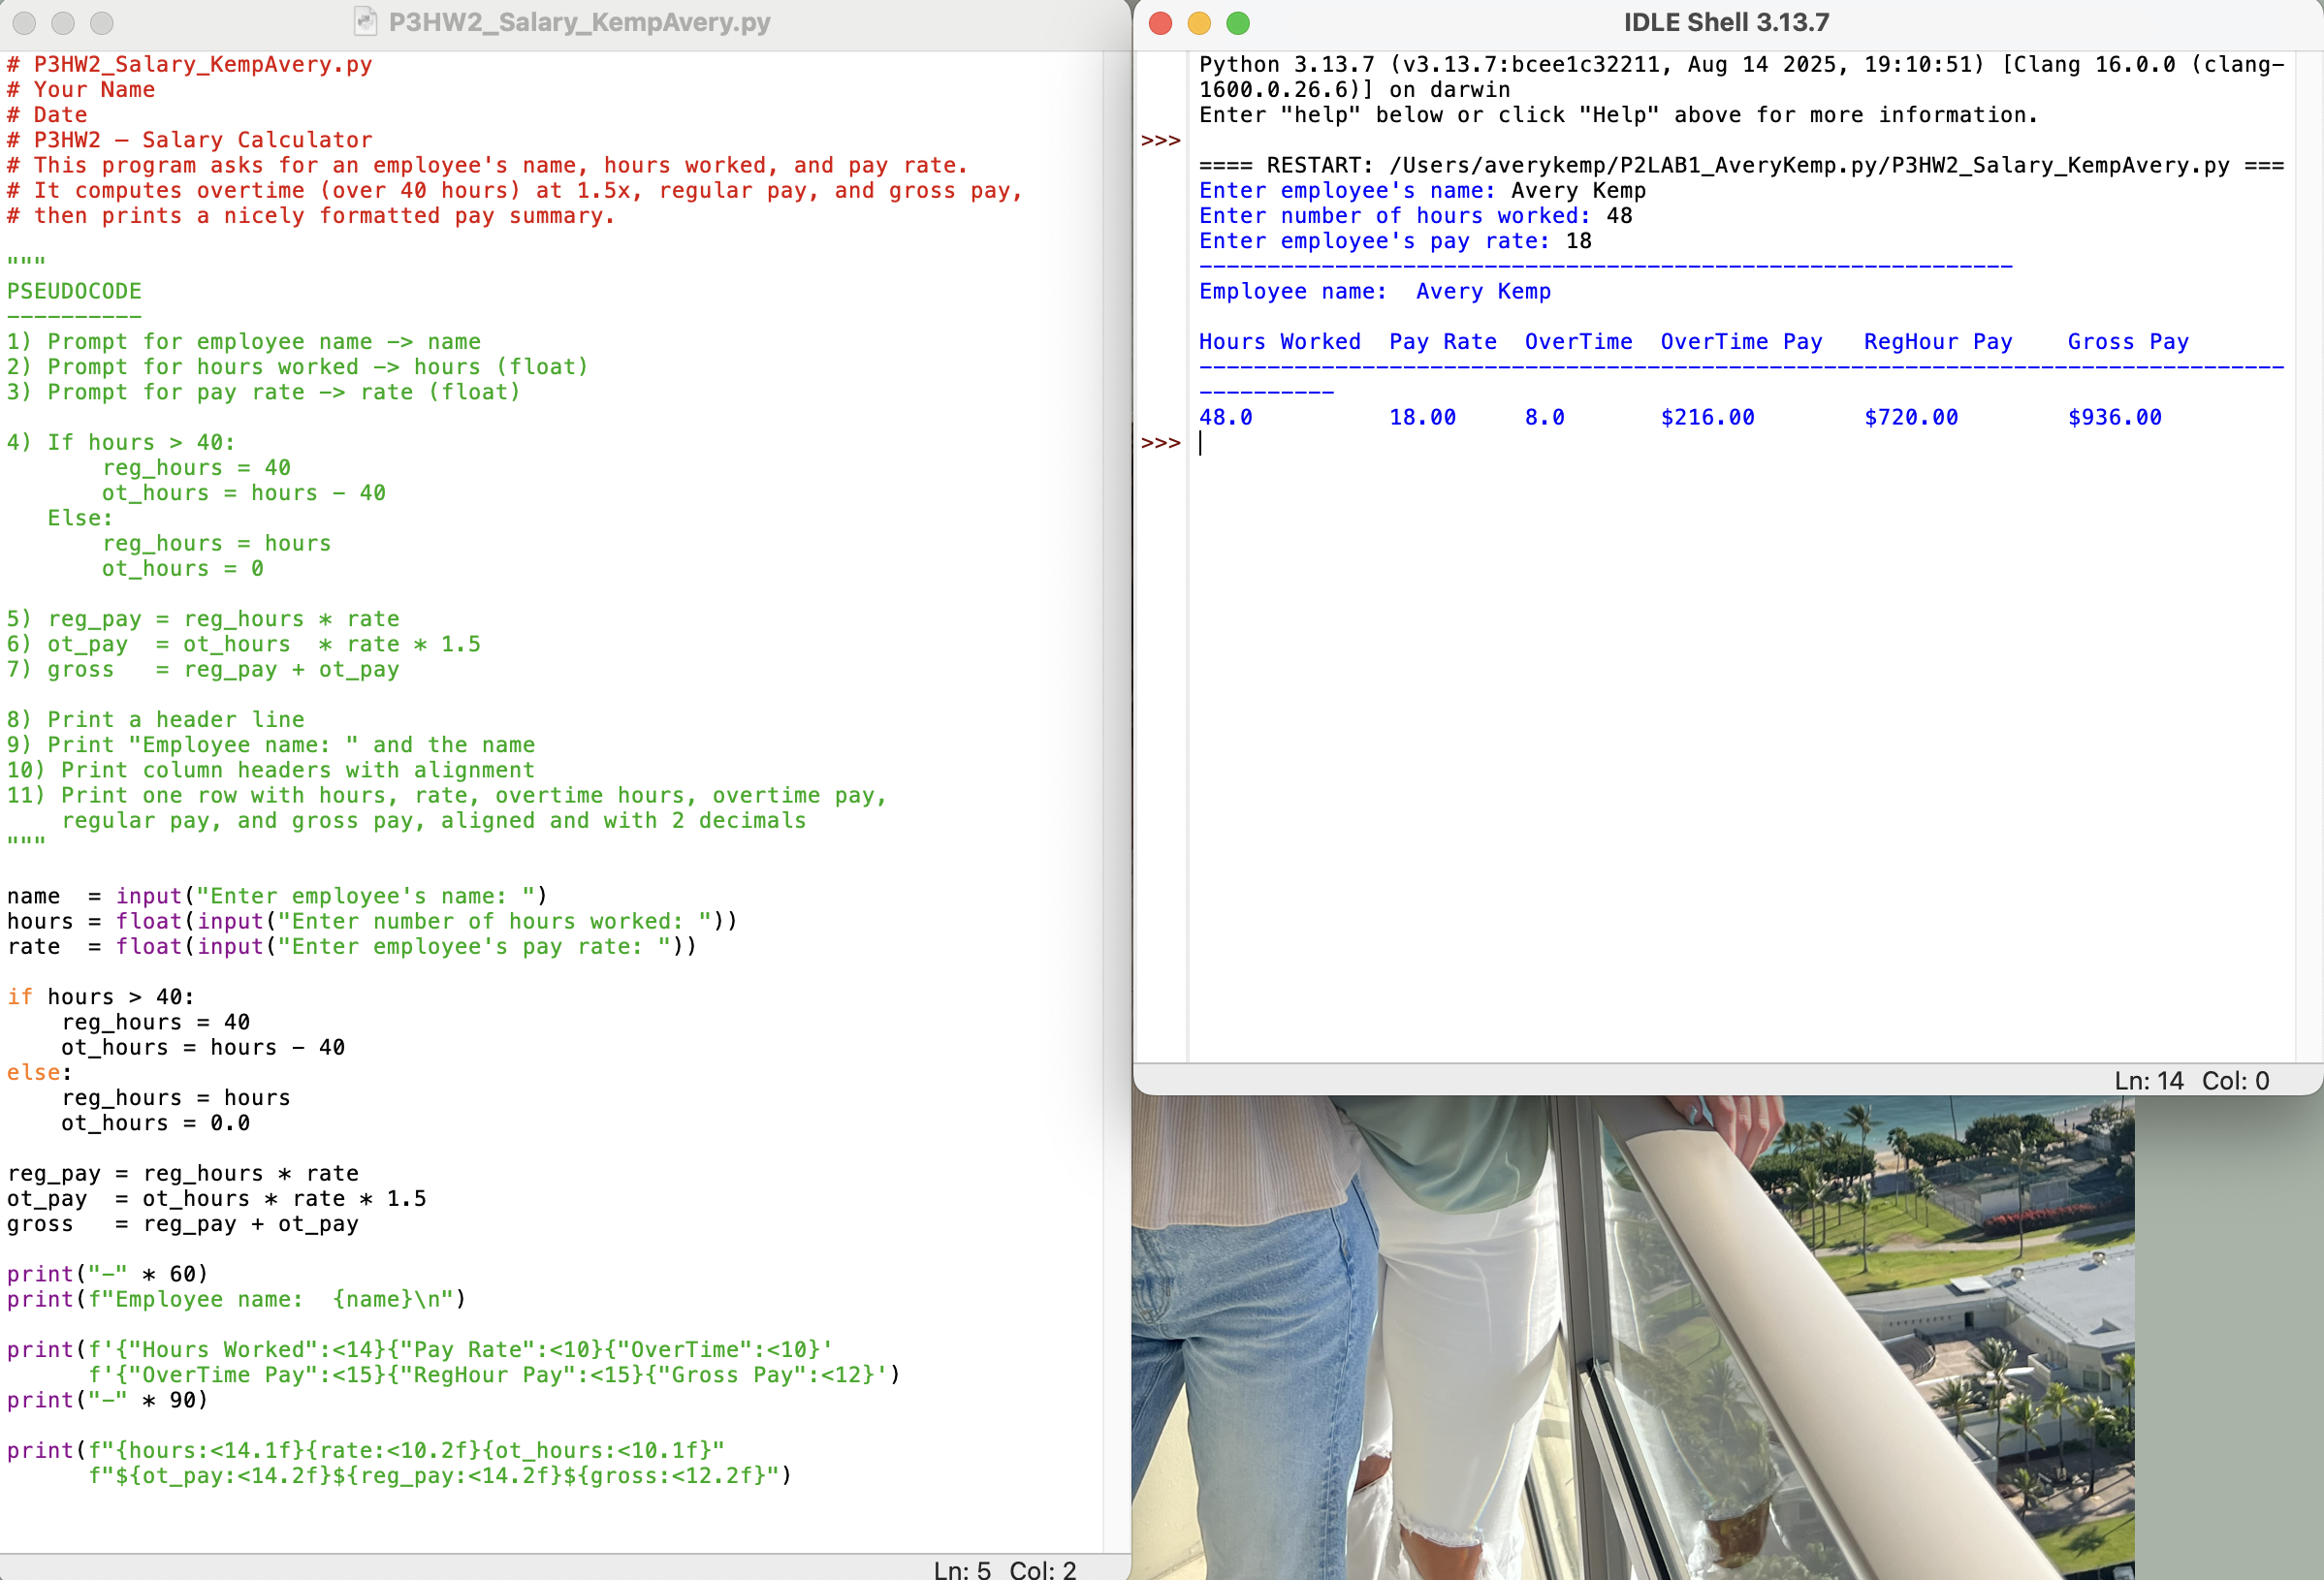 P3HW2_Salary_KempAvery.py
# P3HW2_Salary_KempAvery.py
# Your Name
# Date
# P3HW2 – Salary Calculator
# This program asks for an employee's name, hours worked, and pay rate.
# It computes overtime (over 40 hours) at 1.5x, regular pay, and gross pay,
# then prints a nicely formatted pay summary.
"""
PSEUDOCODE
----------
1) Prompt for employee name -> name
2) Prompt for hours worked -> hours (float)
3) Prompt for pay rate -> rate (float)
4) If hours > 40:
       reg_hours = 40
       ot_hours = hours - 40
   Else:
       reg_hours = hours
       ot_hours = 0
5) reg_pay = reg_hours * rate
6) ot_pay  = ot_hours  * rate * 1.5
7) gross   = reg_pay + ot_pay
8) Print a header line
9) Print "Employee name: " and the name
10) Print column headers with alignment
11) Print one row with hours, rate, overtime hours, overtime pay,
    regular pay, and gross pay, aligned and with 2 decimals
"""
name  = input("Enter employee's name: ")
hours = float(input("Enter number of hours worked: "))
rate  = float(input("Enter employee's pay rate: "))
if hours > 40:
    reg_hours = 40
    ot_hours = hours - 40
else:
    reg_hours = hours
    ot_hours = 0.0
reg_pay = reg_hours * rate
ot_pay  = ot_hours * rate * 1.5
gross   = reg_pay + ot_pay
print("-" * 60)
print(f"Employee name:  {name}\n")
print(f'{"Hours Worked":<14}{"Pay Rate":<10}{"OverTime":<10}'
      f'{"OverTime Pay":<15}{"RegHour Pay":<15}{"Gross Pay":<12}')
print("-" * 90)
print(f"{hours:<14.1f}{rate:<10.2f}{ot_hours:<10.1f}"
      f"${ot_pay:<14.2f}${reg_pay:<14.2f}${gross:<12.2f}")
Ln: 5  Col: 2
IDLE Shell 3.13.7
Python 3.13.7 (v3.13.7:bcee1c32211, Aug 14 2025, 19:10:51) [Clang 16.0.0 (clang-
1600.0.26.6)] on darwin
Enter "help" below or click "Help" above for more information.
>>>
==== RESTART: /Users/averykemp/P2LAB1_AveryKemp.py/P3HW2_Salary_KempAvery.py ===
Enter employee's name: Avery Kemp
Enter number of hours worked: 48
Enter employee's pay rate: 18
------------------------------------------------------------
Employee name:  Avery Kemp
Hours Worked  Pay Rate  OverTime  OverTime Pay   RegHour Pay    Gross Pay
--------------------------------------------------------------------------------
----------
48.0          18.00     8.0       $216.00        $720.00        $936.00
>>>
Ln: 14  Col: 0